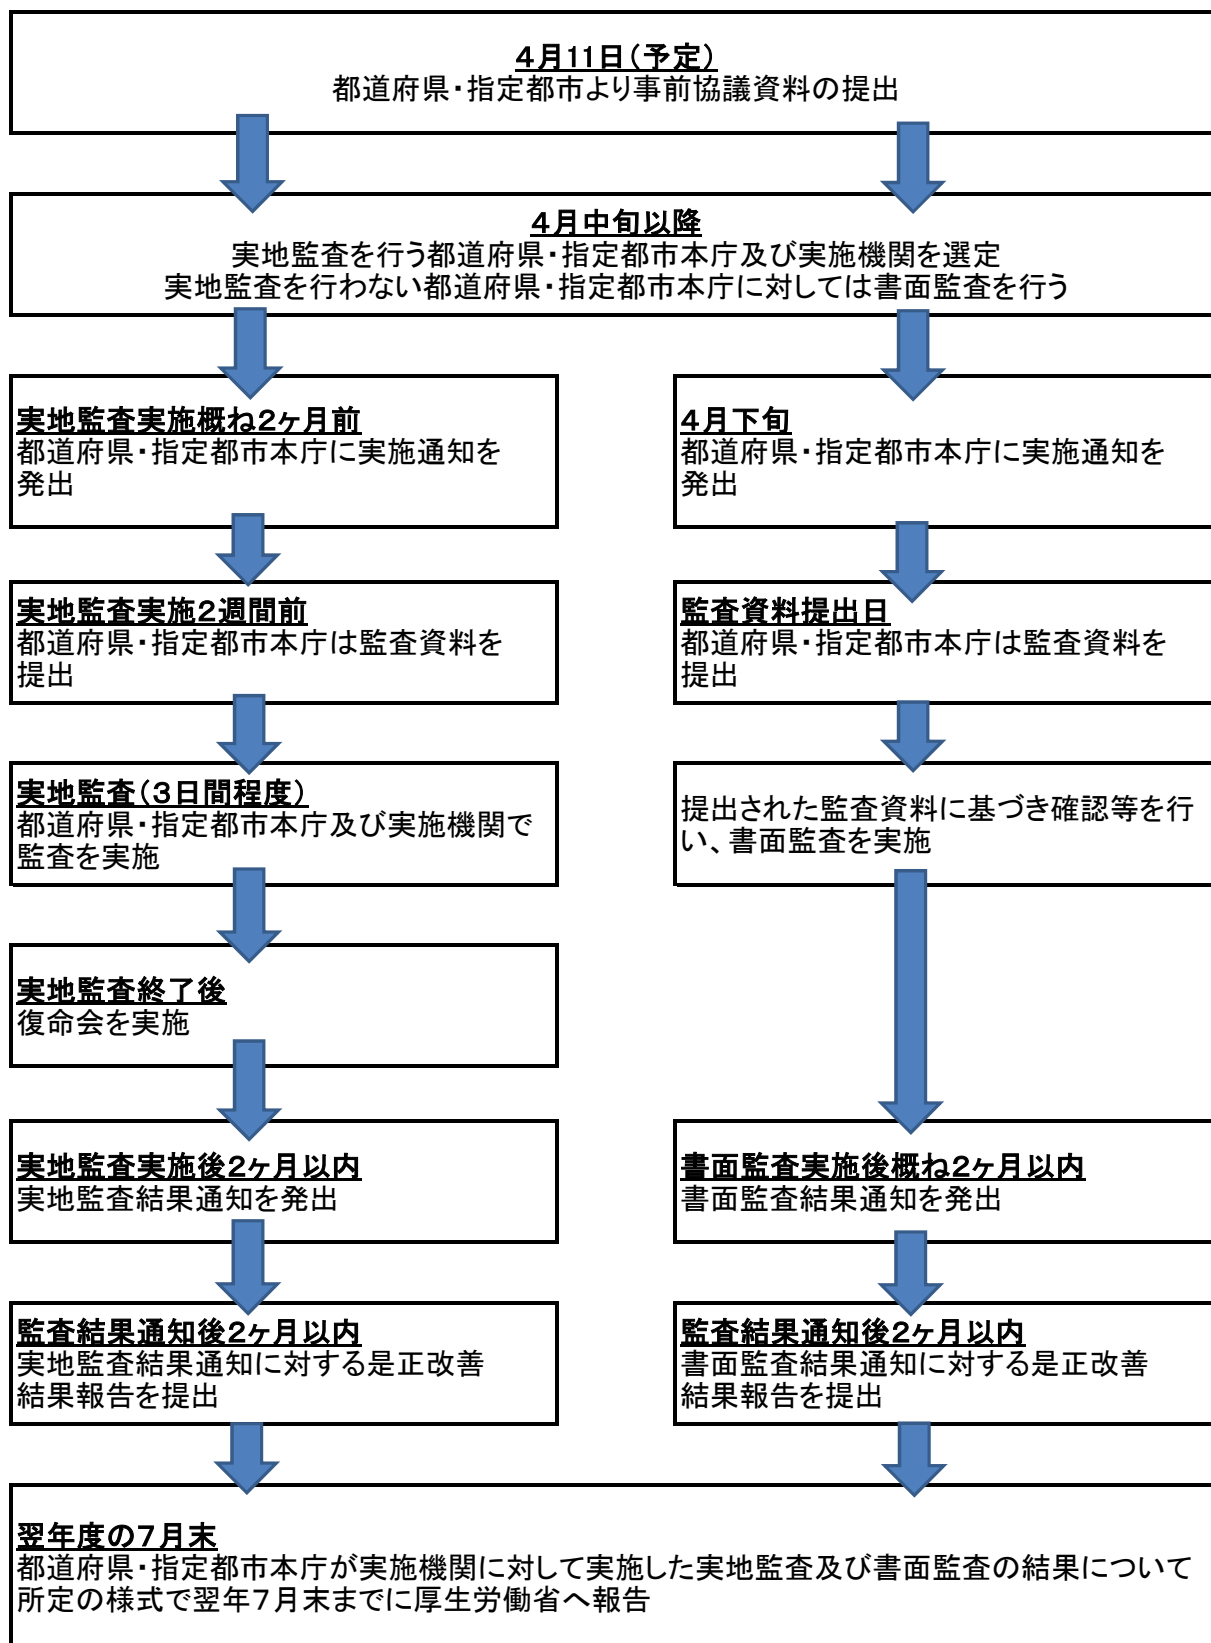 4月11日(予定)
都道府県・指定都市より事前協議資料の提出
4月中旬以降
実地監査を行う都道府県・指定都市本庁及び実施機関を選定
実地監査を行わない都道府県・指定都市本庁に対しては書面監査を行う
実地監査実施概ね2ヶ月前
都道府県・指定都市本庁に実施通知を
発出
4月下旬
都道府県・指定都市本庁に実施通知を
発出
実地監査実施2週間前
都道府県・指定都市本庁は監査資料を
提出
監査資料提出日
都道府県・指定都市本庁は監査資料を
提出
実地監査(3日間程度)
都道府県・指定都市本庁及び実施機関で
監査を実施
提出された監査資料に基づき確認等を行
い、書面監査を実施
実地監査終了後
復命会を実施
実地監査実施後2ヶ月以内
実地監査結果通知を発出
書面監査実施後概ね2ヶ月以内
書面監査結果通知を発出
監査結果通知後2ヶ月以内
実地監査結果通知に対する是正改善
結果報告を提出
監査結果通知後2ヶ月以内
書面監査結果通知に対する是正改善
結果報告を提出
翌年度の7月末
都道府県・指定都市本庁が実施機関に対して実施した実地監査及び書面監査の結果について
所定の様式で翌年7月末までに厚生労働省へ報告